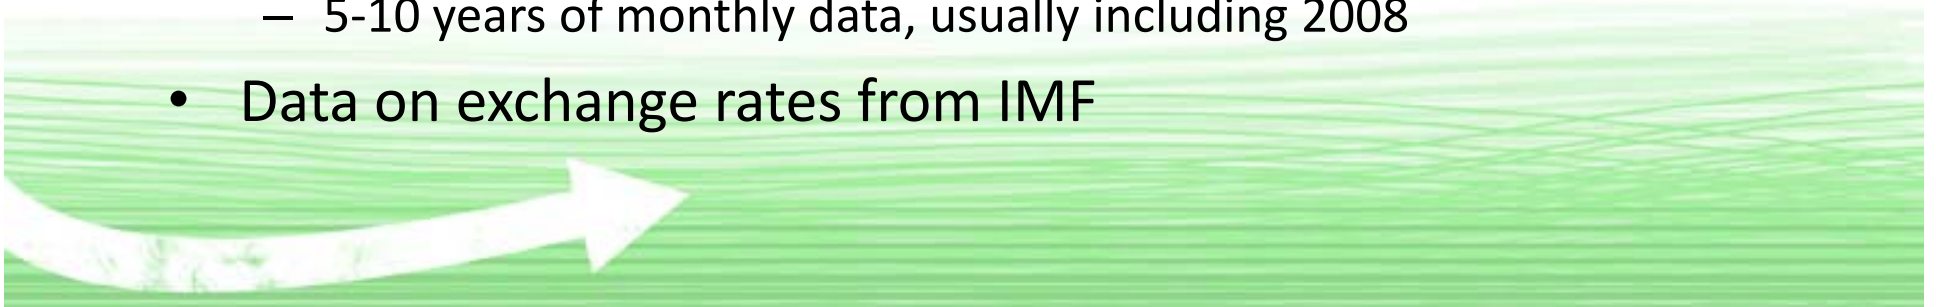 – 5-10 years of monthly data, usually including 2008
• Data on exchange rates from IMF